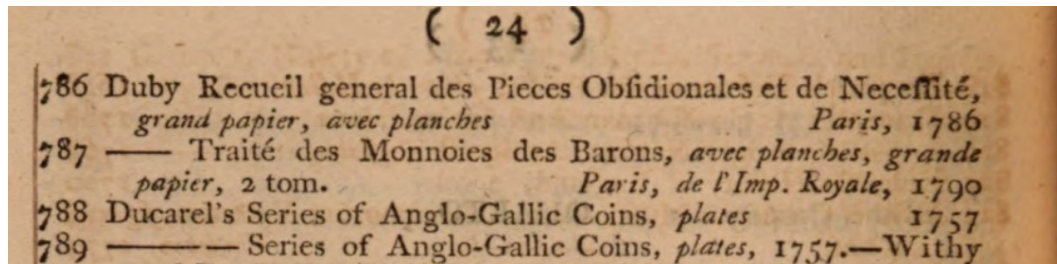 ( 24 )
786 Duby Recueil general des Pieces Obſidionales et de Neceſſité,
grand papier, avec planches Paris, 1786
787 —— Traité des Monnoies des Barons, avec planches, grande
papier, 2 tom. Paris, de l'Imp. Royale, 1790
788 Ducarel's Series of Anglo-Gallic Coins, plates 1757
789 ——— — Series of Anglo-Gallic Coins, plates, 1757.—Withy